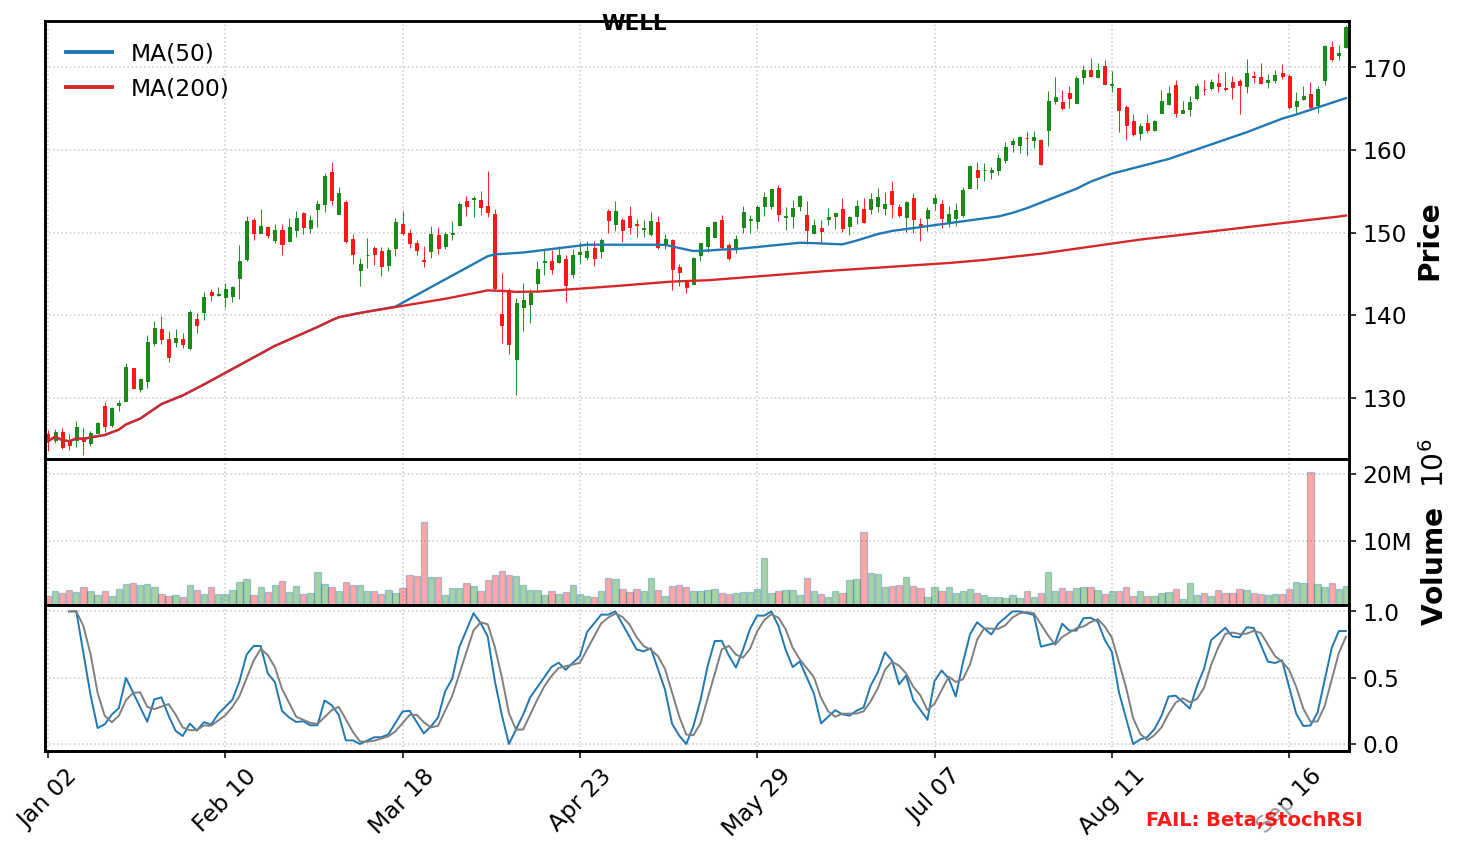 WELL
MA(50)
MA(200)
170
160
150
140
130
Price
20M
10M
Volume 10^6
1.0
0.5
0.0
Jan 02
Feb 10
Mar 18
Apr 23
May 29
Jul 07
Aug 11
Sep 16
FAIL: Beta,StochRSI